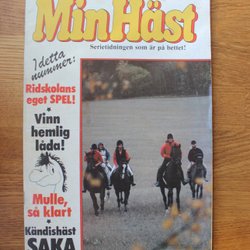 Min Häst
Serietidningen som är på bettet!
I detta
nummer:
Ridskolans
eget SPEL!
Vinn
hemlig
låda!
Mulle,
så klart
Kändishäst
SAKA